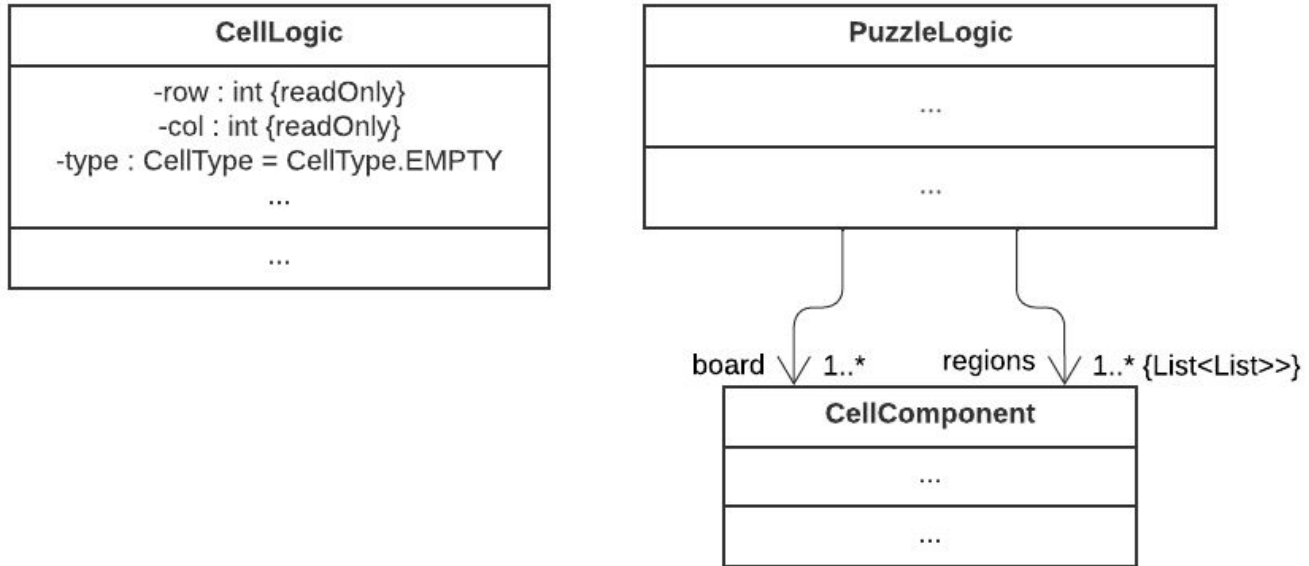 CellLogic
-row : int {readOnly}
-col : int {readOnly}
-type : CellType = CellType.EMPTY
...
...
PuzzleLogic
...
...
board 1..* regions 1..* {List<List>>}
CellComponent
...
...